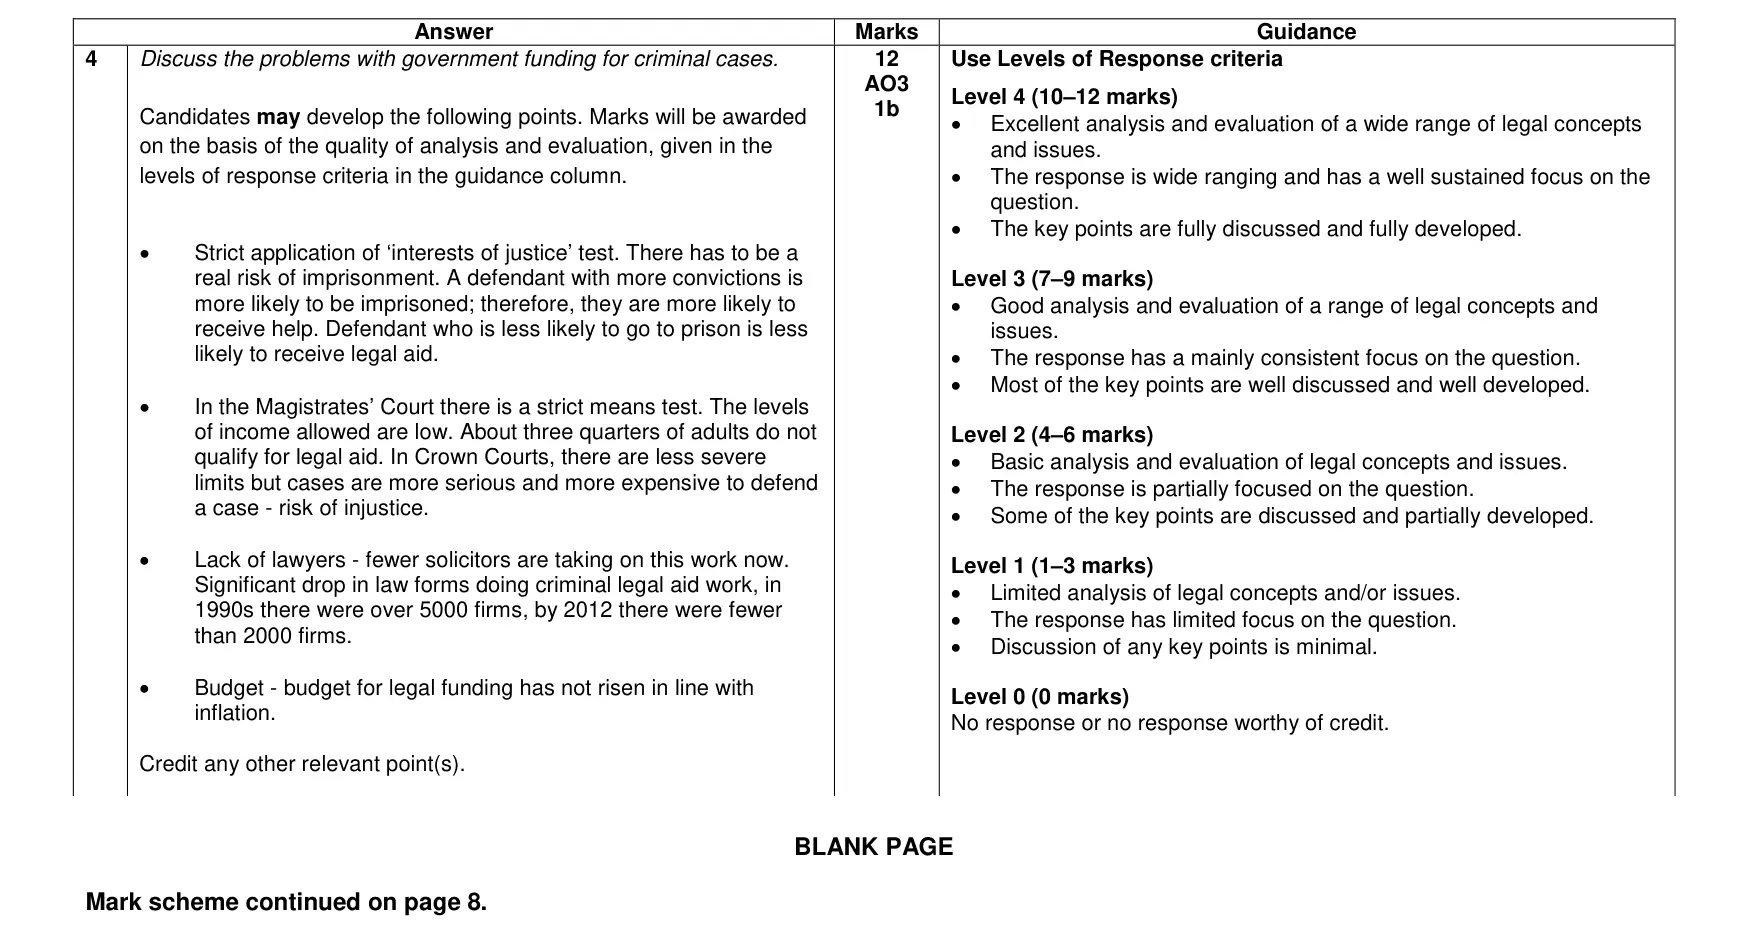 Answer Marks Guidance
4 Discuss the problems with government funding for criminal cases.
Candidates may develop the following points. Marks will be awarded
on the basis of the quality of analysis and evaluation, given in the
levels of response criteria in the guidance column.
• Strict application of ‘interests of justice’ test. There has to be a
real risk of imprisonment. A defendant with more convictions is
more likely to be imprisoned; therefore, they are more likely to
receive help. Defendant who is less likely to go to prison is less
likely to receive legal aid.
• In the Magistrates’ Court there is a strict means test. The levels
of income allowed are low. About three quarters of adults do not
qualify for legal aid. In Crown Courts, there are less severe
limits but cases are more serious and more expensive to defend
a case - risk of injustice.
• Lack of lawyers - fewer solicitors are taking on this work now.
Significant drop in law forms doing criminal legal aid work, in
1990s there were over 5000 firms, by 2012 there were fewer
than 2000 firms.
• Budget - budget for legal funding has not risen in line with
inflation.
Credit any other relevant point(s).
12
AO3
1b
Use Levels of Response criteria
Level 4 (10–12 marks)
• Excellent analysis and evaluation of a wide range of legal concepts
and issues.
• The response is wide ranging and has a well sustained focus on the
question.
• The key points are fully discussed and fully developed.
Level 3 (7–9 marks)
• Good analysis and evaluation of a range of legal concepts and
issues.
• The response has a mainly consistent focus on the question.
• Most of the key points are well discussed and well developed.
Level 2 (4–6 marks)
• Basic analysis and evaluation of legal concepts and issues.
• The response is partially focused on the question.
• Some of the key points are discussed and partially developed.
Level 1 (1–3 marks)
• Limited analysis of legal concepts and/or issues.
• The response has limited focus on the question.
• Discussion of any key points is minimal.
Level 0 (0 marks)
No response or no response worthy of credit.
BLANK PAGE
Mark scheme continued on page 8.